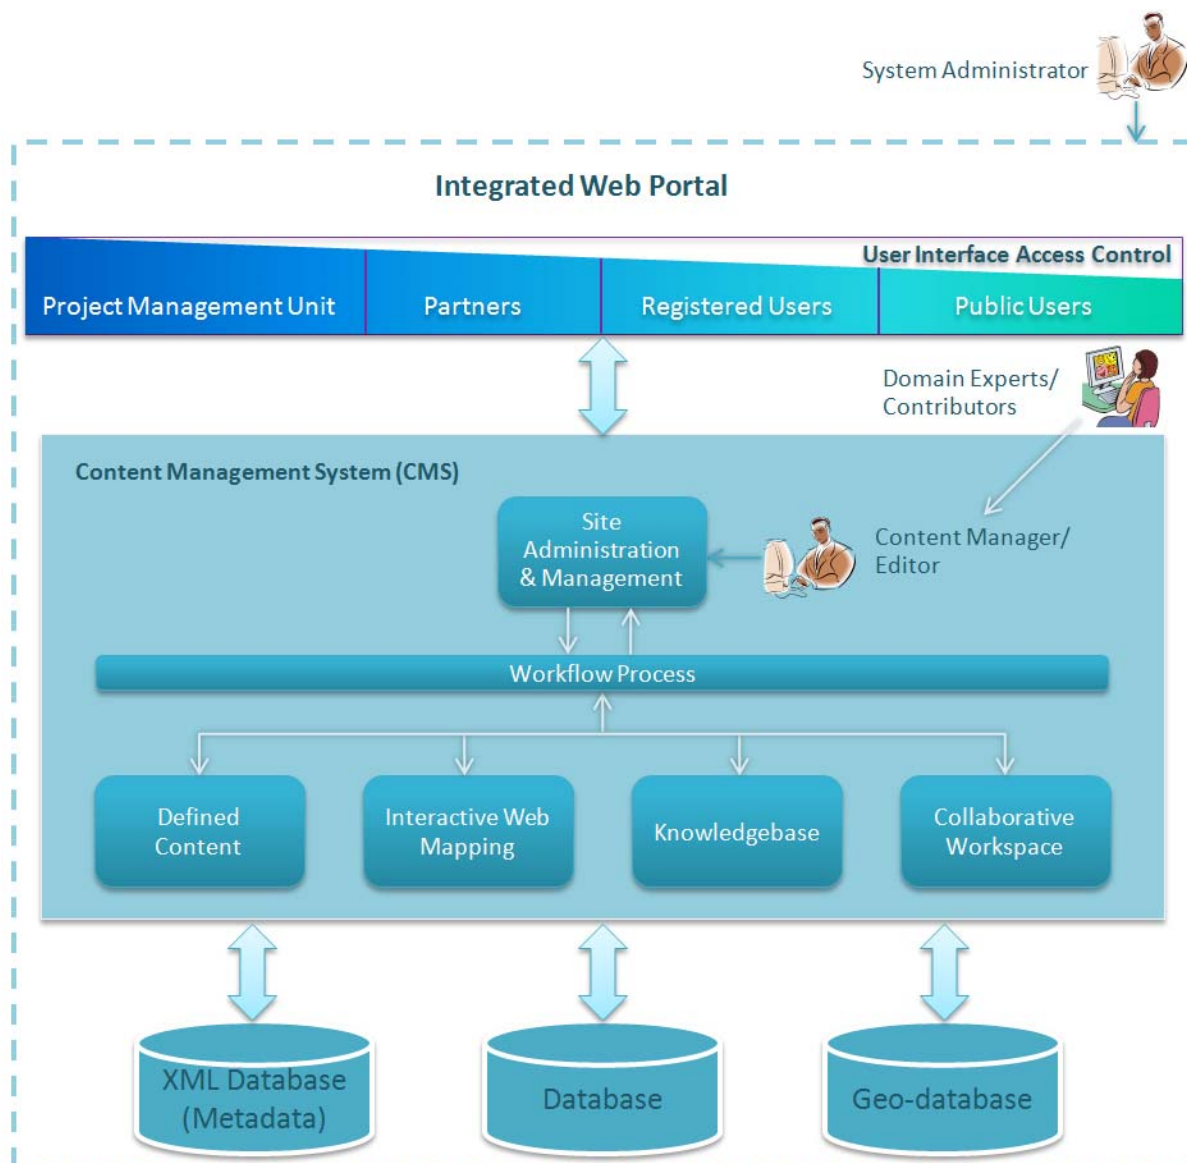 System Administrator
Integrated Web Portal
User Interface Access Control
Project Management Unit
Partners
Registered Users
Public Users
Domain Experts/
Contributors
Content Management System (CMS)
Site
Administration
& Management
Content Manager/
Editor
Workflow Process
Defined
Content
Interactive Web
Mapping
Knowledgebase
Collaborative
Workspace
XML Database
(Metadata)
Database
Geo-database